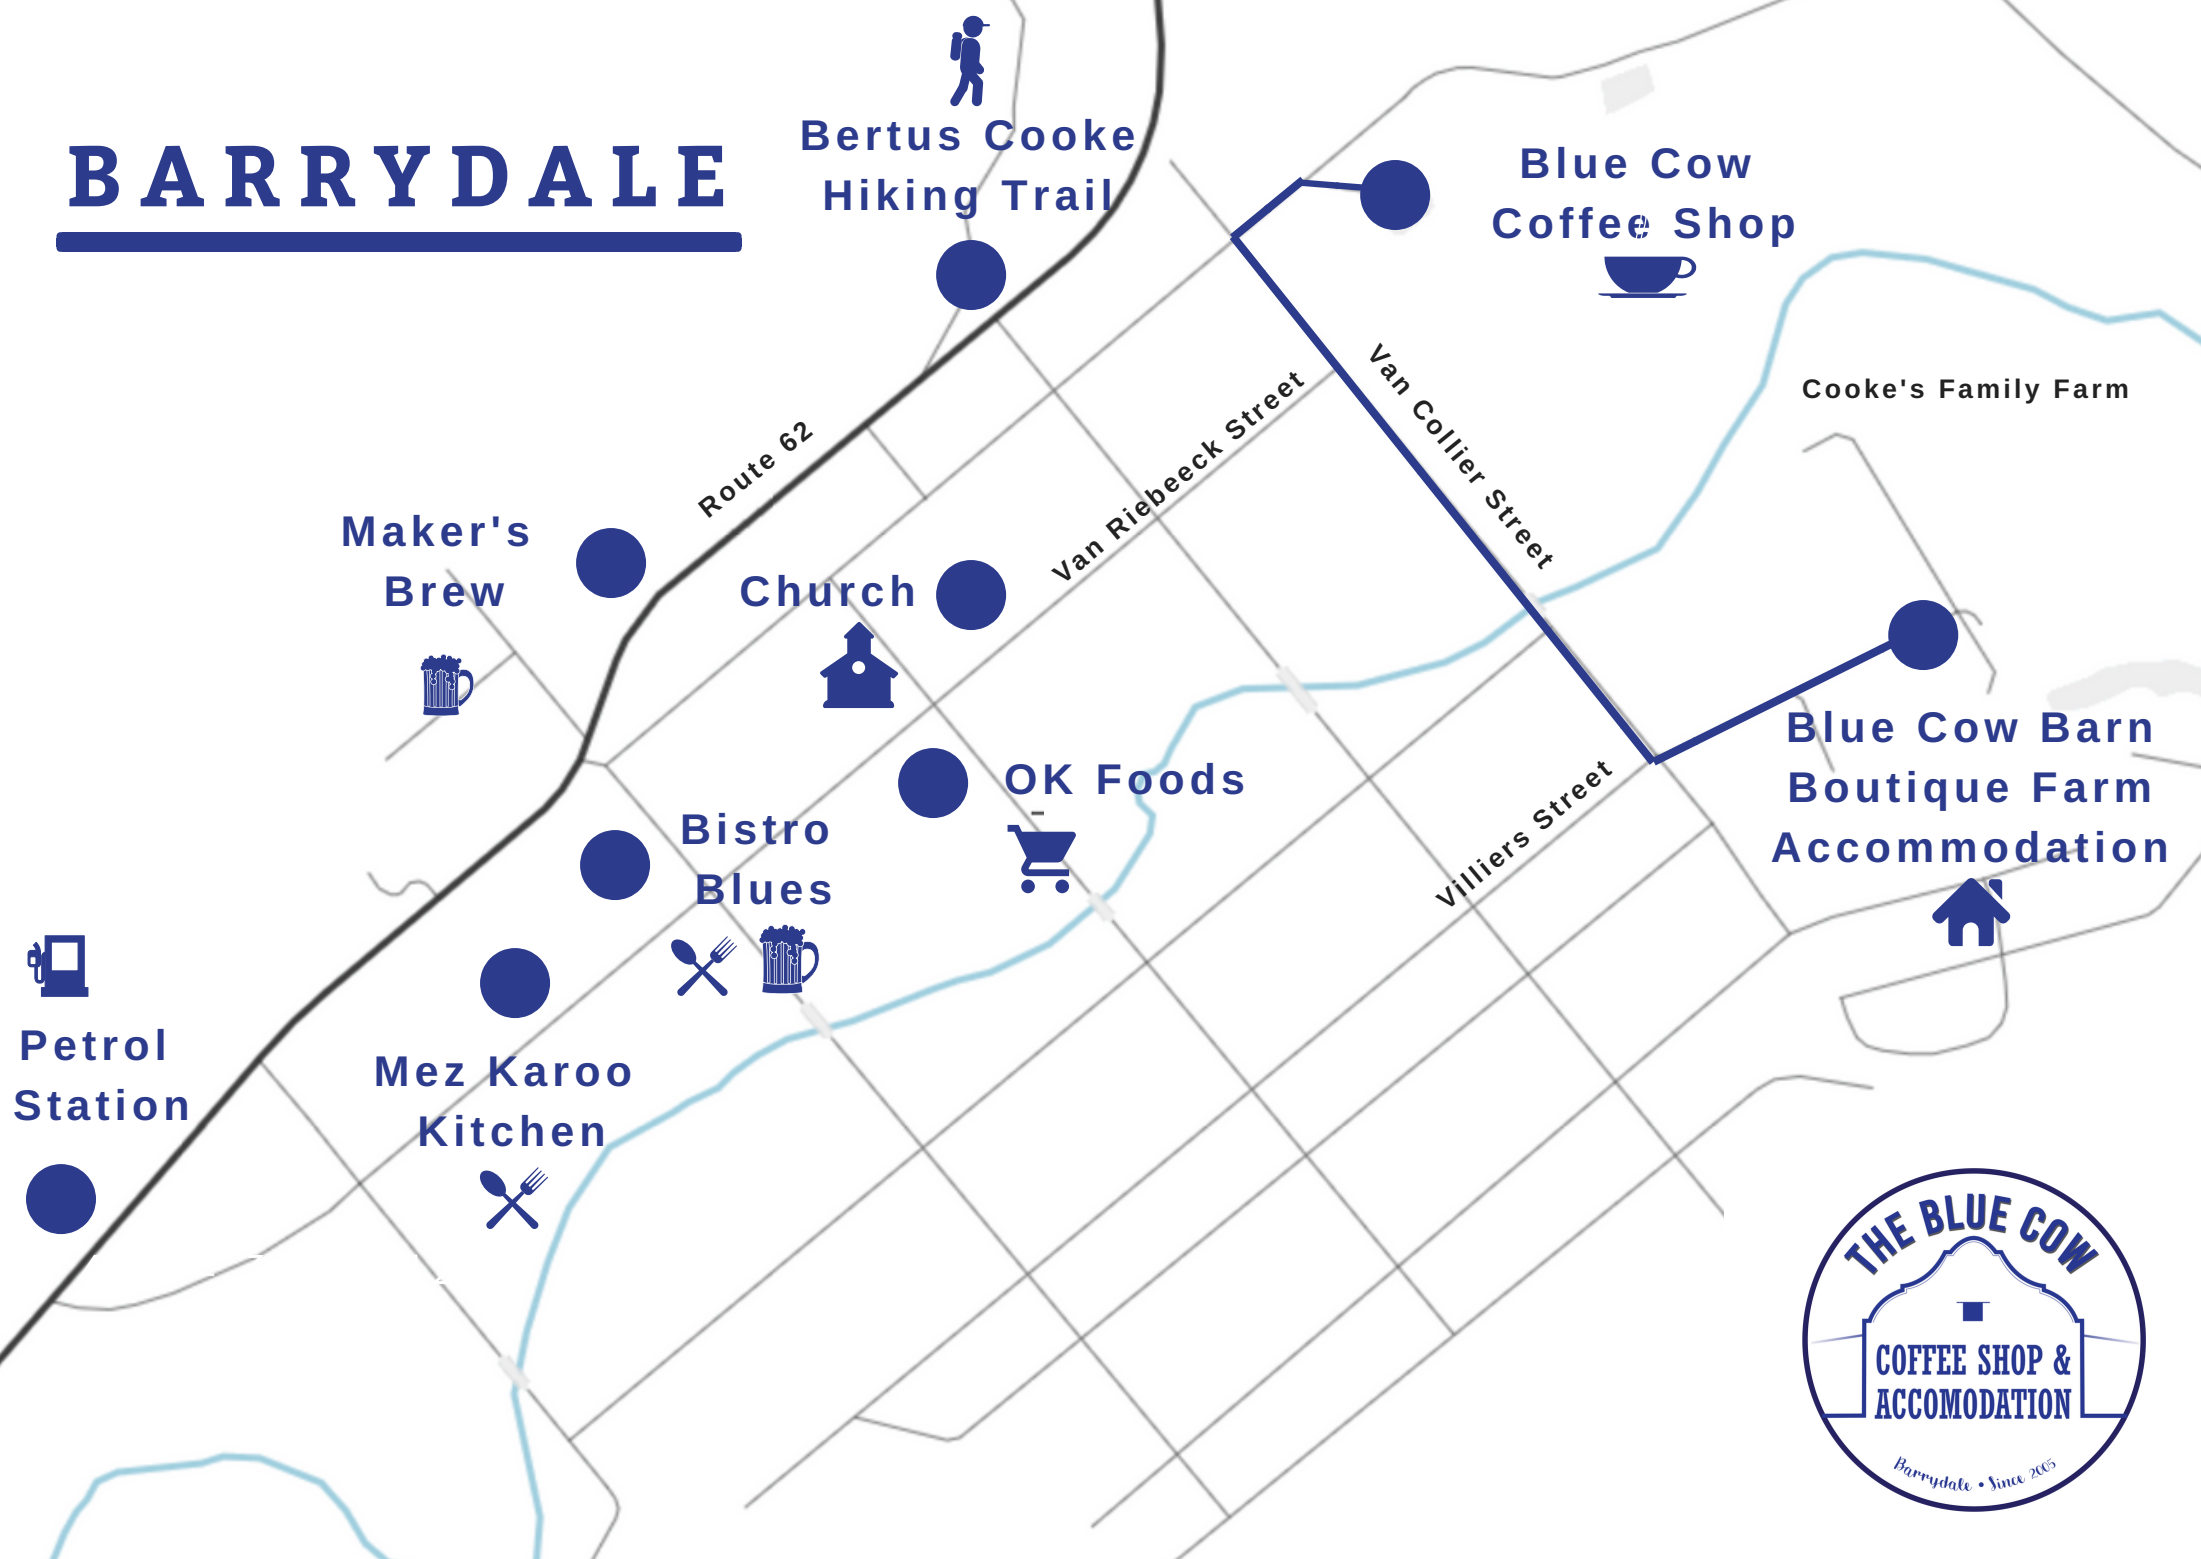 BARRYDALE
Bertus Cooke
Hiking Trail
Blue Cow
Coffee Shop
Route 62
Van Riebeeck Street
Van Collier Street
Cooke's Family Farm
Maker's
Brew
Church
OK Foods
Bistro
Blues
Villiers Street
Blue Cow Barn
Boutique Farm
Accommodation
Petrol
Station
Mez Karoo
Kitchen
THE BLUE COW
COFFEE SHOP &
ACCOMODATION
Barrydale • Since 2005